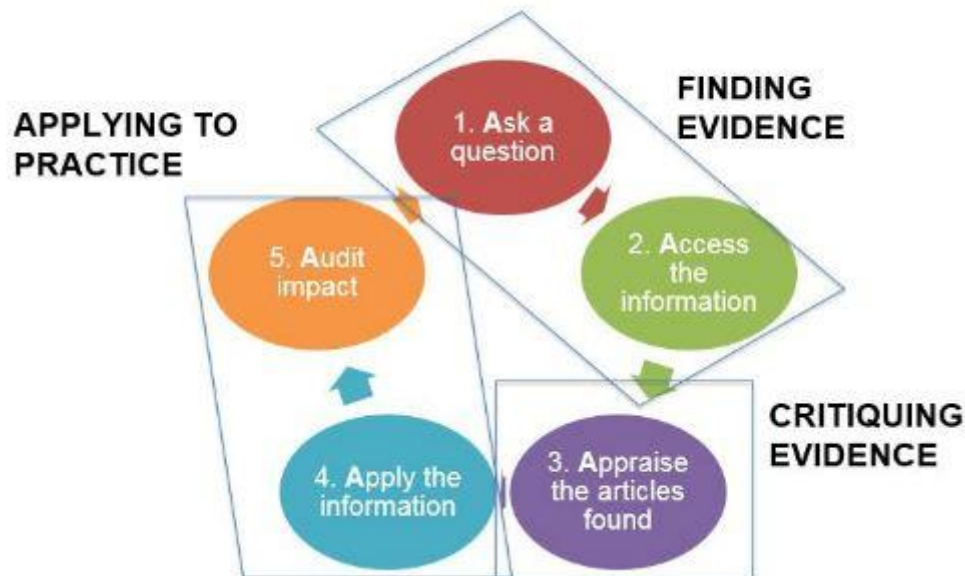 APPLYING TO
PRACTICE
FINDING
EVIDENCE
1. Ask a
question
2. Access
the
information
CRITIQUING
EVIDENCE
3. Appraise
the articles
found
4. Apply the
information
5. Audit
impact